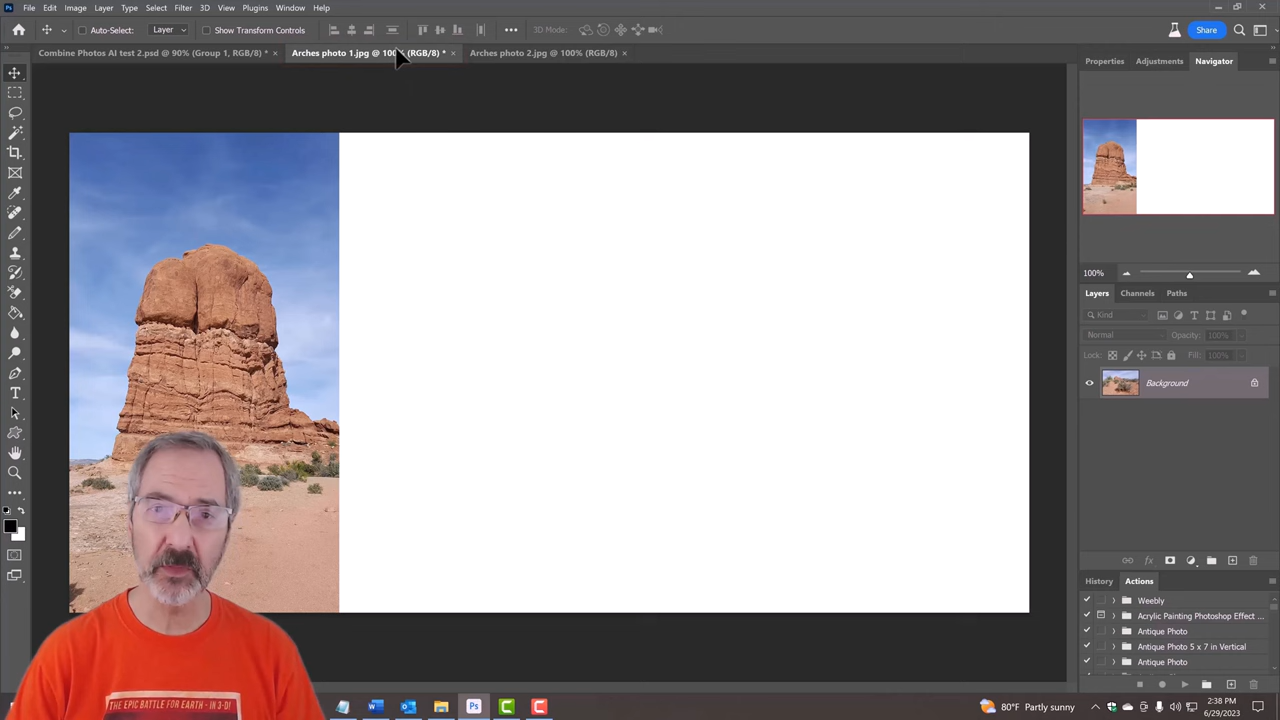 Ps File Edit Image Layer Type Select Filter 3D View Plugins Window Help
Auto-Select: Layer Show Transform Controls 3D Mode: Share
Combine Photos AI test 2.psd @ 90% (Group 1, RGB/8) * × Arches photo 1.jpg @ 100% (RGB/8) * × Arches photo 2.jpg @ 100% (RGB/8) ×
Properties Adjustments Navigator
100%
Layers Channels Paths
Kind
Normal Opacity: 100%
Lock: Fill: 100%
Background
History Actions
Weebly
Acrylic Painting Photoshop Effect ...
Antique Photo
Antique Photo 5 x 7 in Vertical
Antique Photo
THE EPIC BATTLE FOR EARTH - IN 3-D!
80°F Partly sunny
2:38 PM
6/29/2023